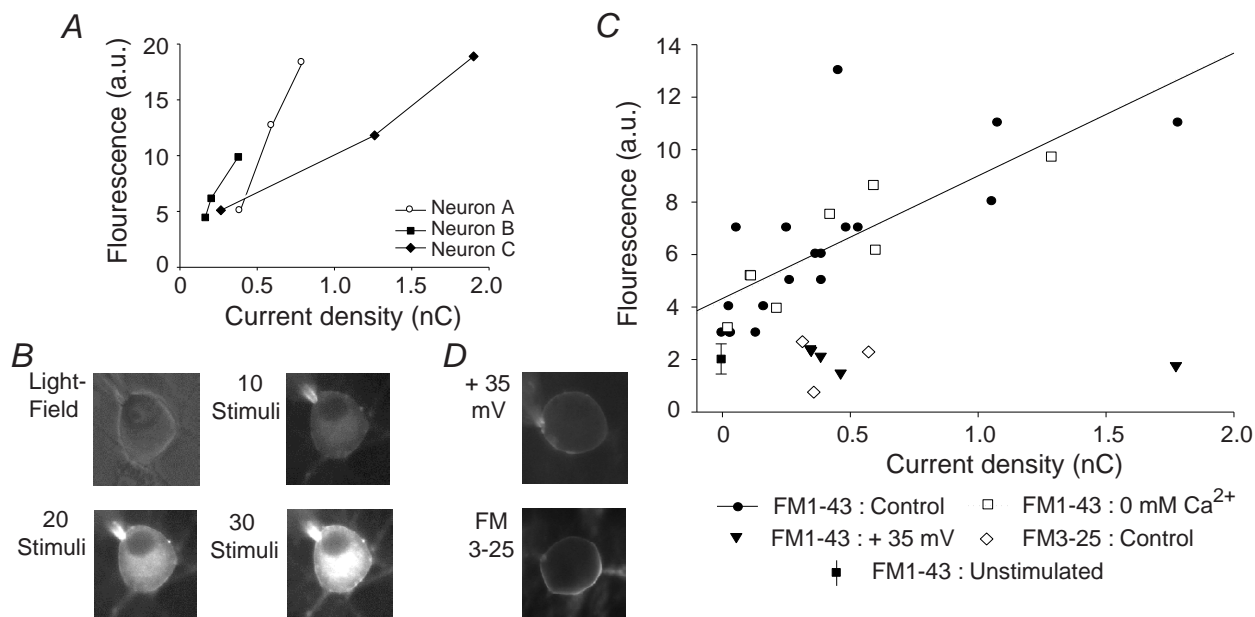 A
Flourescence (a.u.)
20
15
10
5
0
0 0.5 1.0 1.5 2.0
Current density (nC)
Neuron A
Neuron B
Neuron C
B
Light-
Field
10
Stimuli
20
Stimuli
30
Stimuli
D
+ 35
mV
FM
3-25
C
Flourescence (a.u.)
14
12
10
8
6
4
2
0
0 0.5 1.0 1.5 2.0
Current density (nC)
FM1-43 : Control
FM1-43 : 0 mM Ca²⁺
FM1-43 : + 35 mV
FM3-25 : Control
FM1-43 : Unstimulated